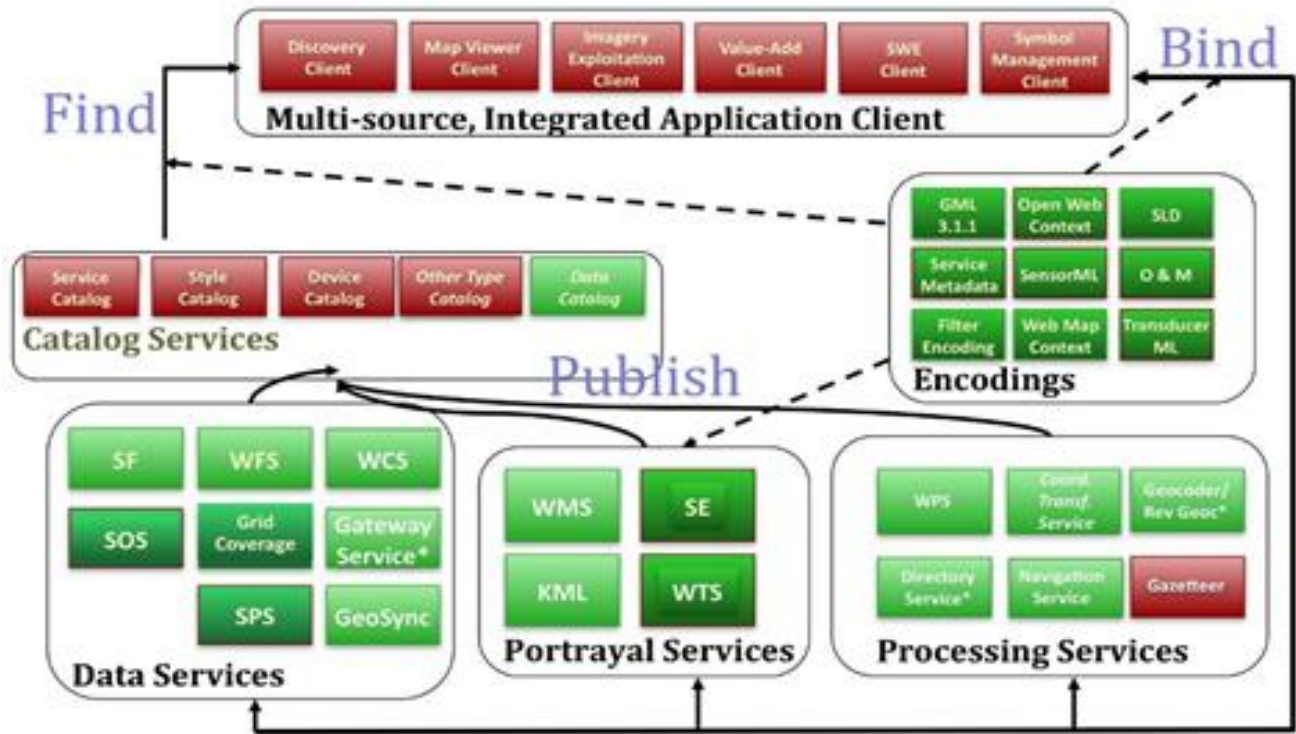 Discovery
Client
Map Viewer
Client
Imagery
Exploitation
Client
Value-Add
Client
SWE
Client
Symbol
Management
Client
Multi-source, Integrated Application Client
Find
Bind
GML
3.1.1
Open Web
Context
SLD
Service
Metadata
SensorML
O & M
Filter
Encoding
Web Map
Context
Transducer
ML
Encodings
Service
Catalog
Style
Catalog
Device
Catalog
Other Type
Catalog
Data
Catalog
Catalog Services
Publish
SF
WFS
WCS
SOS
Grid
Coverage
Gateway
Service*
SPS
GeoSync
Data Services
WMS
SE
KML
WTS
Portrayal Services
WPS
Coord.
Transf.
Service
Geocoder/
Rev Geoc*
Directory
Service*
Navigation
Service
Gazetteer
Processing Services